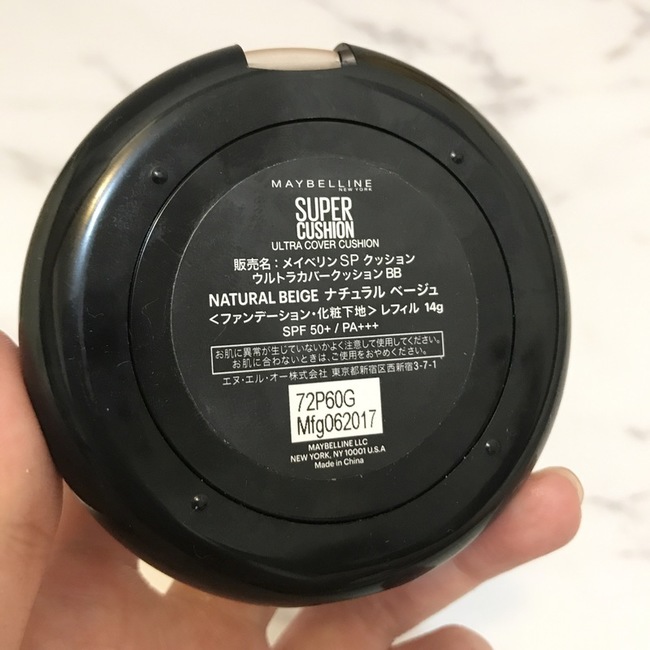 MAYBELLINE
NEW YORK
SUPER
CUSHION
ULTRA COVER CUSHION
販売名:メイベリン SP クッション
ウルトラカバークッション BB
NATURAL BEIGE ナチュラル ベージュ
<ファンデーション・化粧下地> レフィル 14g
SPF 50+ / PA+++
お肌に異常が生じていないかよく注意して使用してください。
お肌に合わないときは、ご使用をおやめください。
エヌ・エル・オー株式会社 東京都新宿区西新宿3-7-1
72P60G
Mfg062017
MAYBELLINE LLC
NEW YORK, NY 10001 U.S.A
Made in China